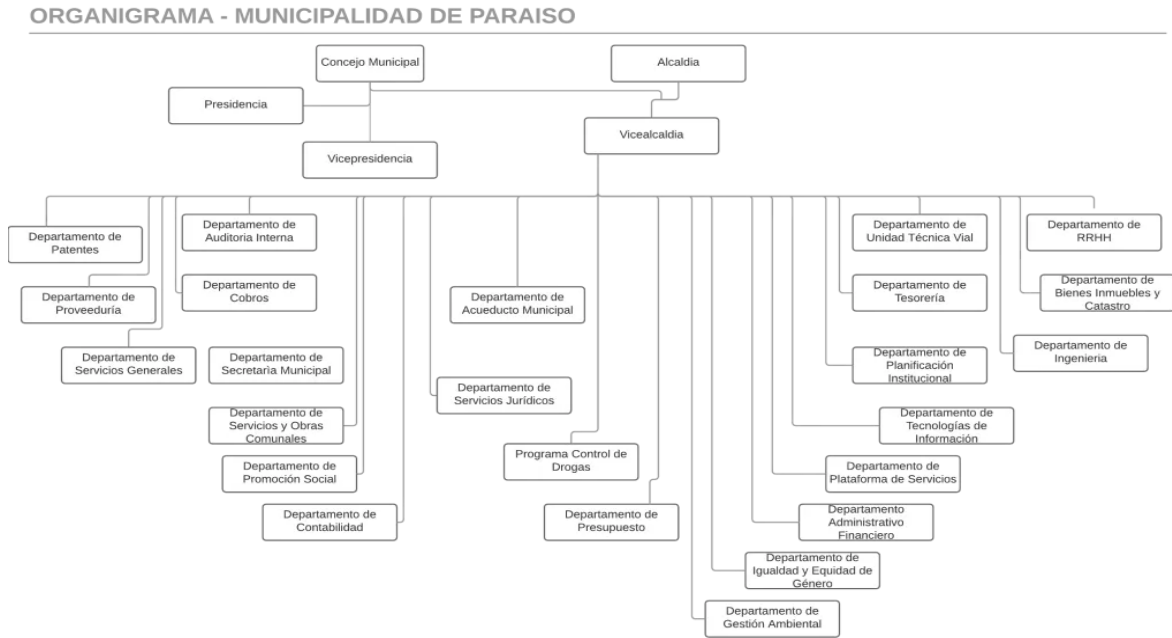 ORGANIGRAMA - MUNICIPALIDAD DE PARAISO
Concejo Municipal
Alcaldia
Presidencia
Vicealcaldia
Vicepresidencia
Departamento de
Patentes
Departamento de
Auditoria Interna
Departamento de
Unidad Técnica Vial
Departamento de
RRHH
Departamento de
Proveeduría
Departamento de
Cobros
Departamento de
Acueducto Municipal
Departamento de
Tesorería
Departamento de
Bienes Inmuebles y
Catastro
Departamento de
Servicios Generales
Departamento de
Secretarìa Municipal
Departamento de
Servicios Jurídicos
Departamento de
Planificación
Institucional
Departamento de
Ingenieria
Departamento de
Servicios y Obras
Comunales
Departamento de
Tecnologías de
Información
Departamento de
Promoción Social
Programa Control de
Drogas
Departamento de
Plataforma de Servicios
Departamento de
Contabilidad
Departamento de
Presupuesto
Departamento
Administrativo
Financiero
Departamento de
Igualdad y Equidad de
Género
Departamento de
Gestión Ambiental